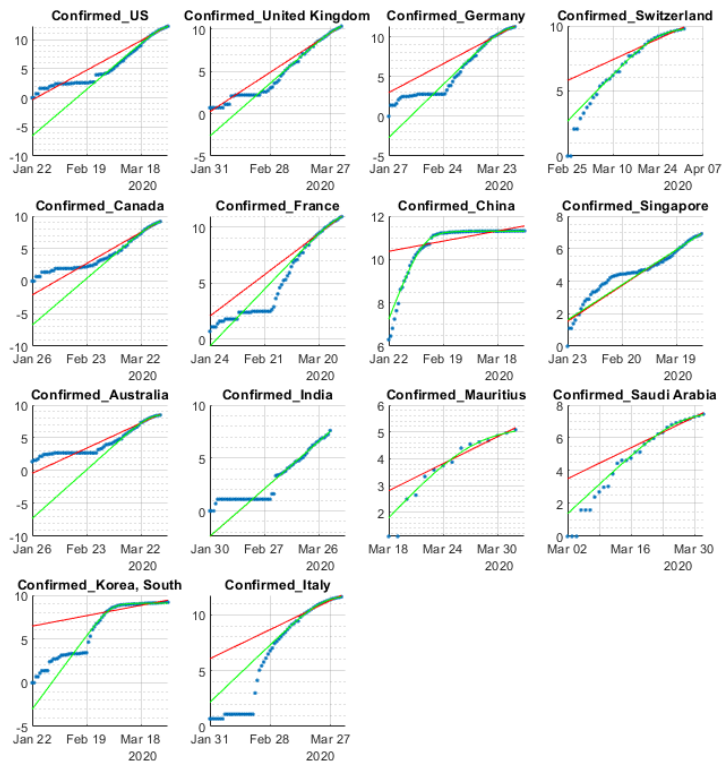 Confirmed_US
10
5
0
-5
-10
Jan 22 Feb 19 Mar 18
2020
Confirmed_United Kingdom
10
5
0
-5
Jan 31 Feb 28 Mar 27
2020
Confirmed_Germany
10
5
0
-5
Jan 27 Feb 24 Mar 23
2020
Confirmed_Switzerland
10
5
0
Feb 25 Mar 10 Mar 24 Apr 07
2020
Confirmed_Canada
10
5
0
-5
-10
Jan 26 Feb 23 Mar 22
2020
Confirmed_France
10
5
0
Jan 24 Feb 21 Mar 20
2020
Confirmed_China
12
11
10
9
8
6
Jan 22 Feb 19 Mar 18
2020
Confirmed_Singapore
8
6
4
2
0
Jan 23 Feb 20 Mar 19
2020
Confirmed_Australia
10
5
0
-5
-10
Jan 26 Feb 23 Mar 22
2020
Confirmed_India
10
5
0
Jan 30 Feb 27 Mar 26
2020
Confirmed_Mauritius
6
5
4
3
2
Mar 18 Mar 24 Mar 30
2020
Confirmed_Saudi Arabia
8
6
4
2
0
Mar 02 Mar 16 Mar 30
2020
Confirmed_Korea, South
10
5
0
-5
Jan 22 Feb 19 Mar 18
2020
Confirmed_Italy
10
5
0
Jan 31 Feb 28 Mar 27
2020